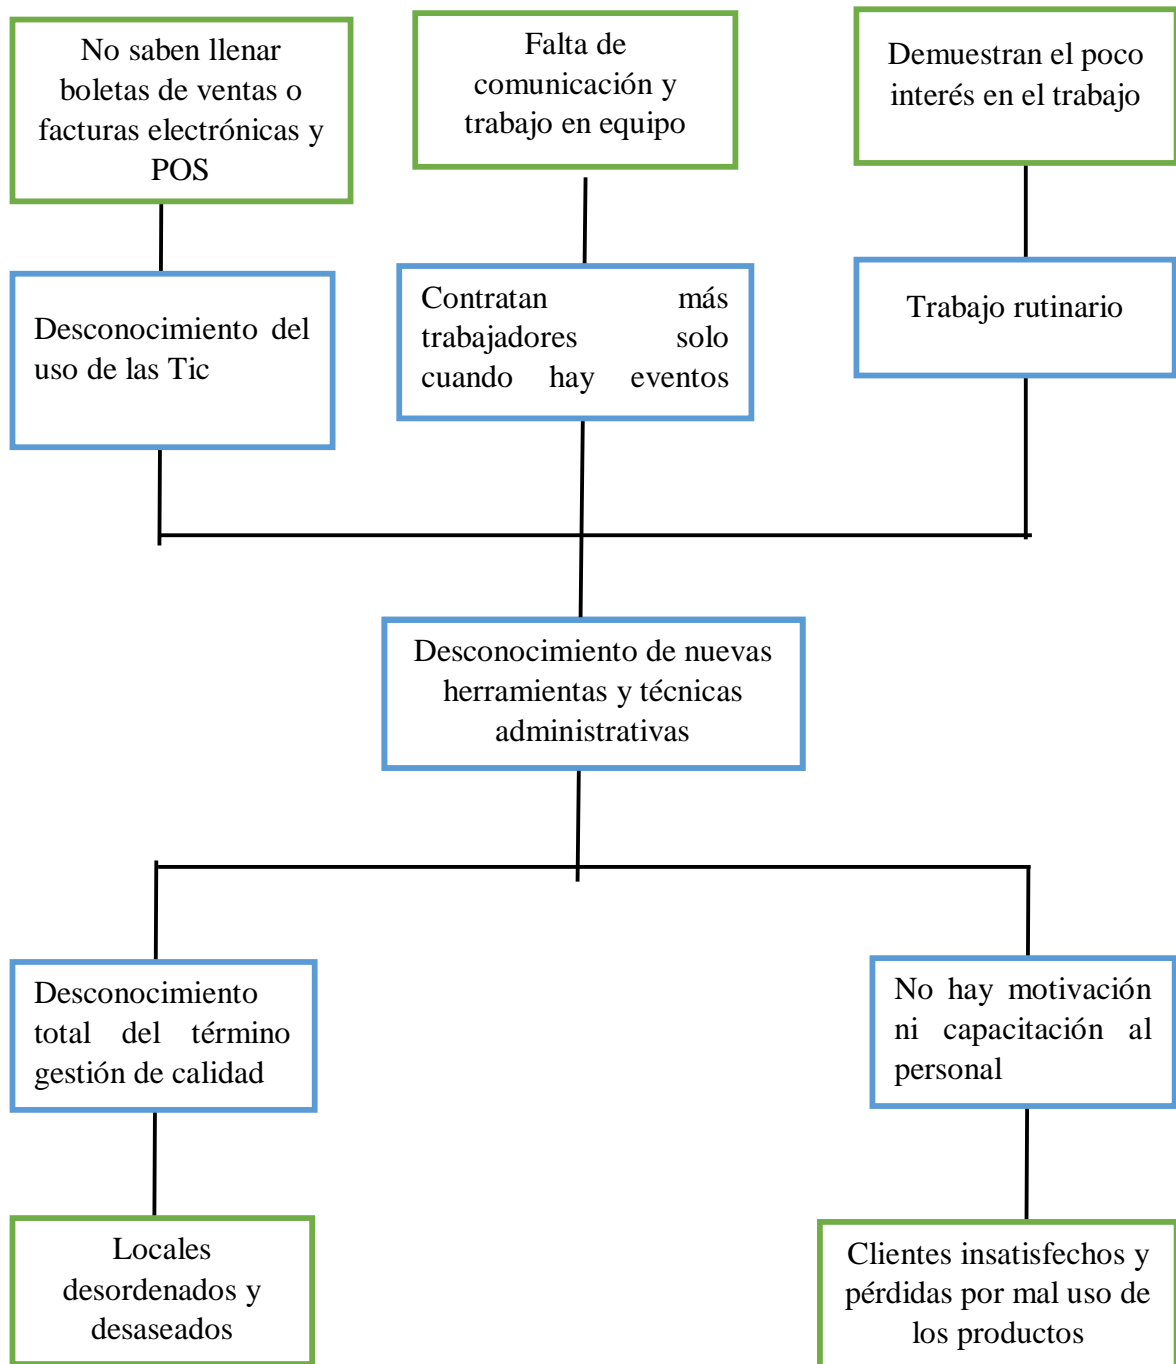 No saben llenar
boletas de ventas o
facturas electrónicas y
POS
Falta de
comunicación y
trabajo en equipo
Demuestran el poco
interés en el trabajo
Desconocimiento del
uso de las Tic
Contratan más
trabajadores solo
cuando hay eventos
Trabajo rutinario
Desconocimiento de nuevas
herramientas y técnicas
administrativas
Desconocimiento
total del término
gestión de calidad
No hay motivación
ni capacitación al
personal
Locales
desordenados y
desaseados
Clientes insatisfechos y
pérdidas por mal uso de
los productos